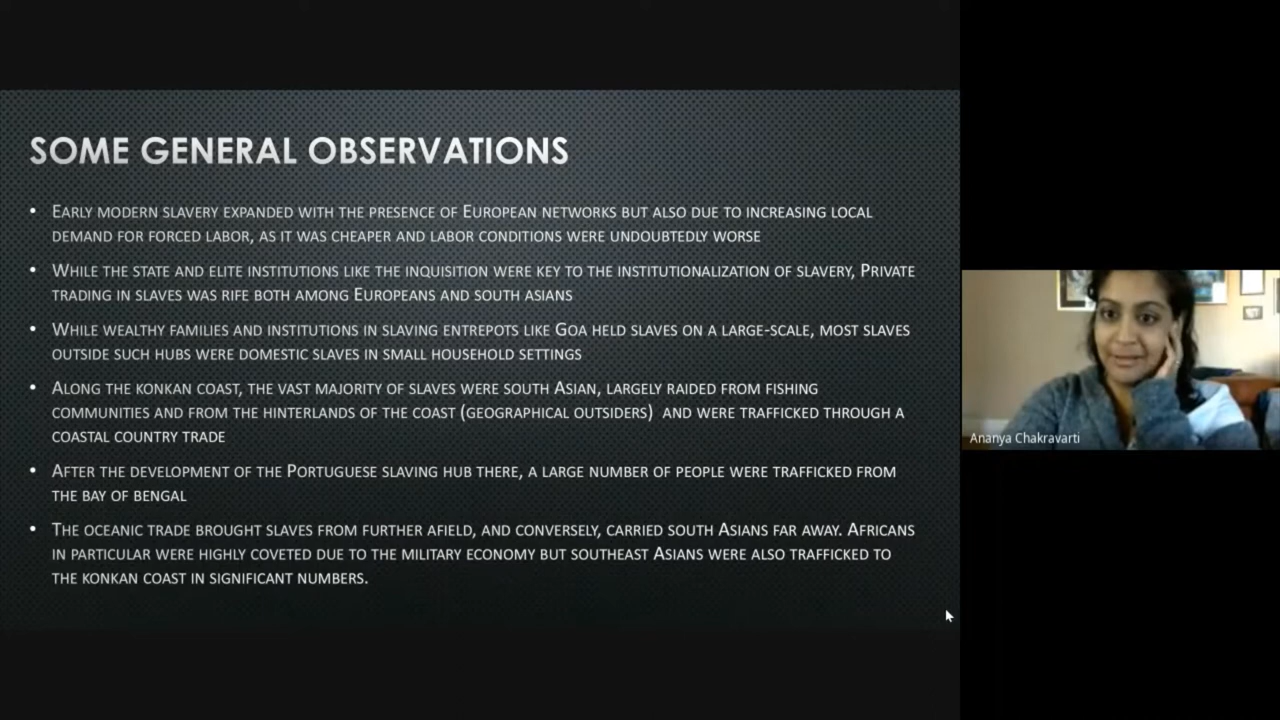 SOME GENERAL OBSERVATIONS
• EARLY MODERN SLAVERY EXPANDED WITH THE PRESENCE OF EUROPEAN NETWORKS BUT ALSO DUE TO INCREASING LOCAL
DEMAND FOR FORCED LABOR, AS IT WAS CHEAPER AND LABOR CONDITIONS WERE UNDOUBTEDLY WORSE
• WHILE THE STATE AND ELITE INSTITUTIONS LIKE THE INQUISITION WERE KEY TO THE INSTITUTIONALIZATION OF SLAVERY, PRIVATE
TRADING IN SLAVES WAS RIFE BOTH AMONG EUROPEANS AND SOUTH ASIANS
• WHILE WEALTHY FAMILIES AND INSTITUTIONS IN SLAVING ENTREPOTS LIKE GOA HELD SLAVES ON A LARGE-SCALE, MOST SLAVES
OUTSIDE SUCH HUBS WERE DOMESTIC SLAVES IN SMALL HOUSEHOLD SETTINGS
• ALONG THE KONKAN COAST, THE VAST MAJORITY OF SLAVES WERE SOUTH ASIAN, LARGELY RAIDED FROM FISHING
COMMUNITIES AND FROM THE HINTERLANDS OF THE COAST (GEOGRAPHICAL OUTSIDERS) AND WERE TRAFFICKED THROUGH A
COASTAL COUNTRY TRADE
• AFTER THE DEVELOPMENT OF THE PORTUGUESE SLAVING HUB THERE, A LARGE NUMBER OF PEOPLE WERE TRAFFICKED FROM
THE BAY OF BENGAL
• THE OCEANIC TRADE BROUGHT SLAVES FROM FURTHER AFIELD, AND CONVERSELY, CARRIED SOUTH ASIANS FAR AWAY. AFRICANS
IN PARTICULAR WERE HIGHLY COVETED DUE TO THE MILITARY ECONOMY BUT SOUTHEAST ASIANS WERE ALSO TRAFFICKED TO
THE KONKAN COAST IN SIGNIFICANT NUMBERS.
Ananya Chakravarti